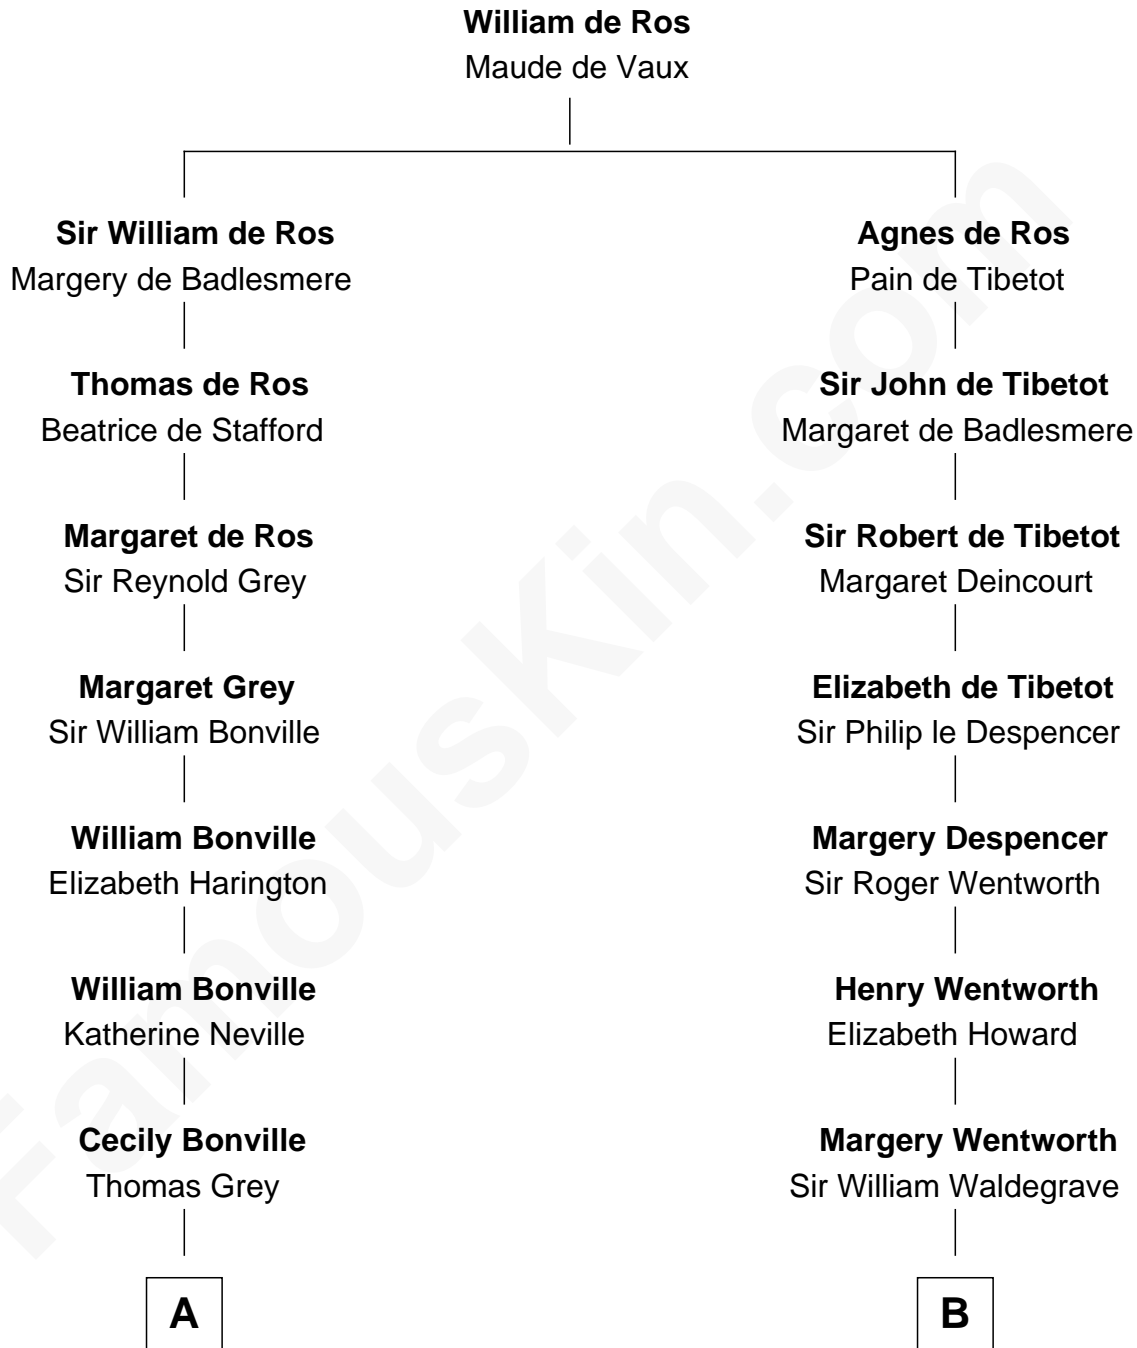 William de Ros
Maude de Vaux
Sir William de Ros
Margery de Badlesmere
Agnes de Ros
Pain de Tibetot
Thomas de Ros
Beatrice de Stafford
Sir John de Tibetot
Margaret de Badlesmere
Margaret de Ros
Sir Reynold Grey
Sir Robert de Tibetot
Margaret Deincourt
Margaret Grey
Sir William Bonville
Elizabeth de Tibetot
Sir Philip le Despencer
William Bonville
Elizabeth Harington
Margery Despencer
Sir Roger Wentworth
William Bonville
Katherine Neville
Henry Wentworth
Elizabeth Howard
Cecily Bonville
Thomas Grey
Margery Wentworth
Sir William Waldegrave
A
B
FamousKin.com